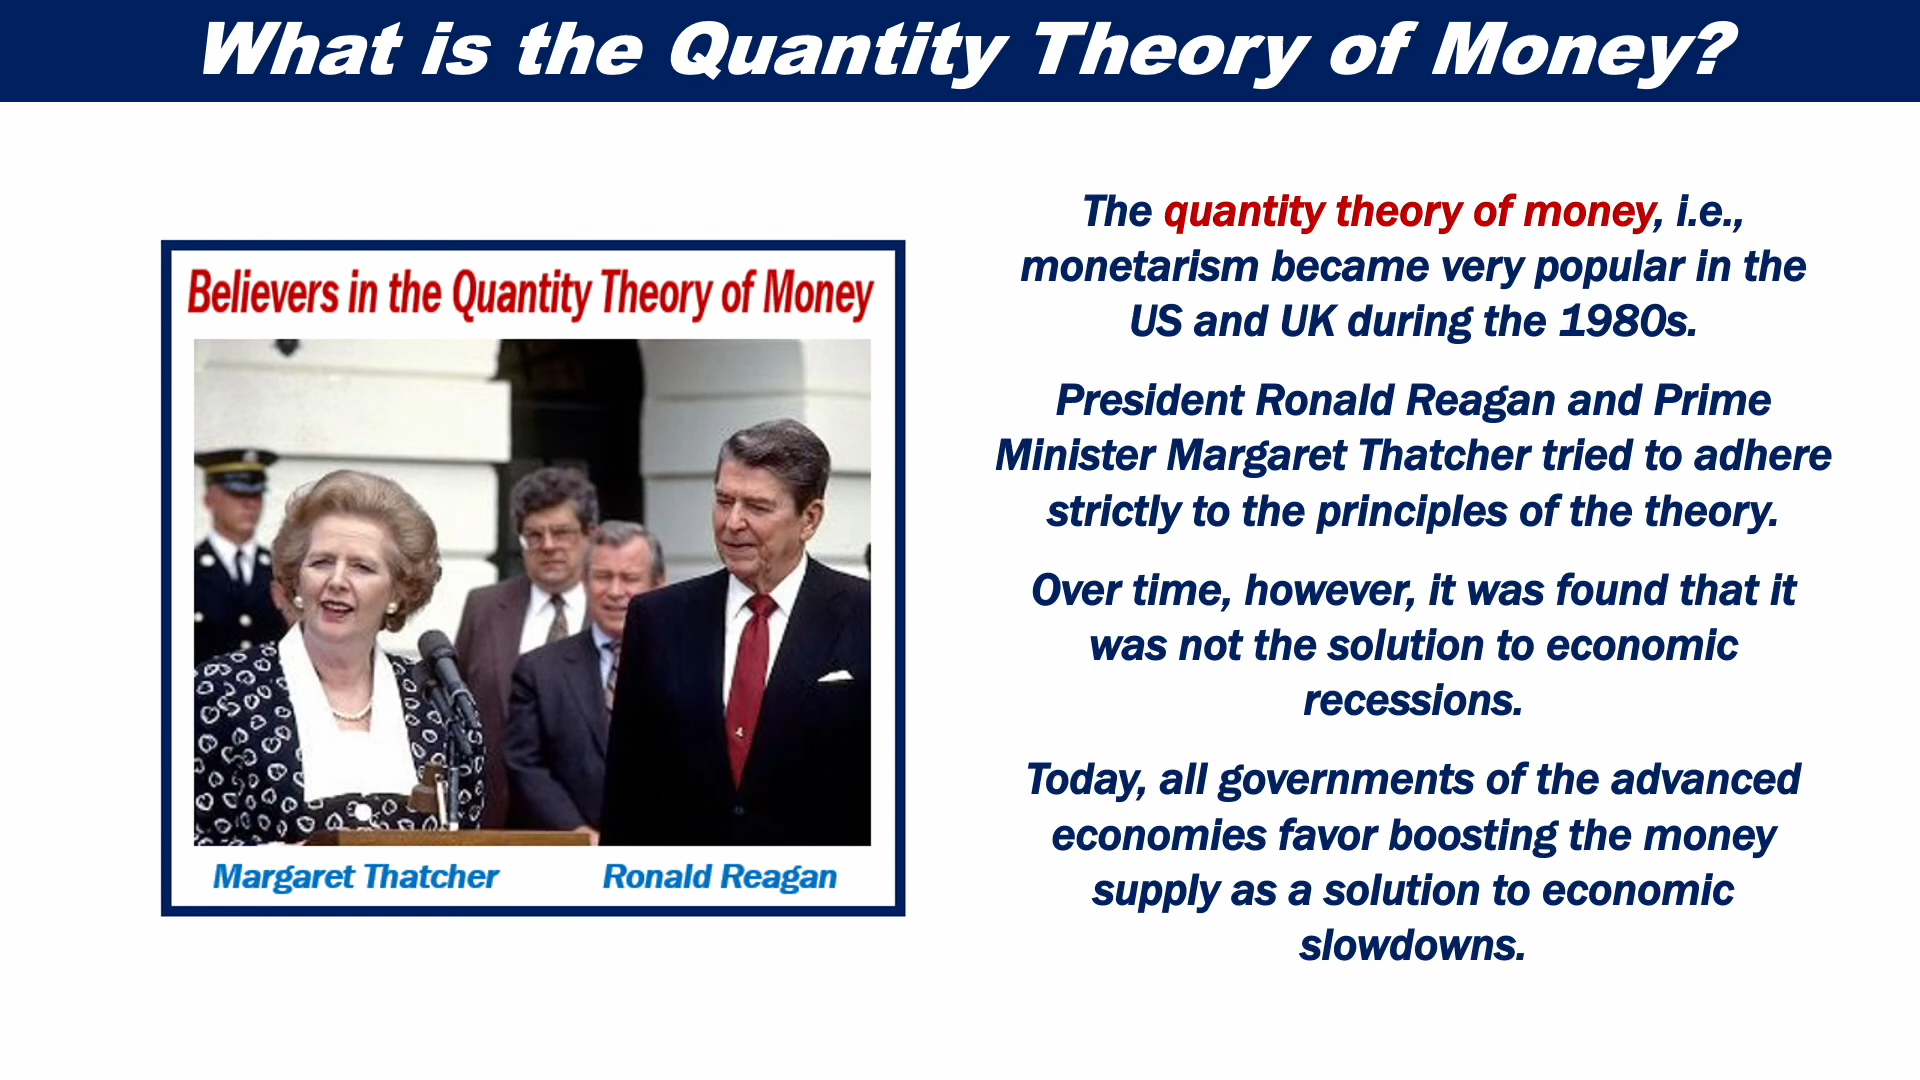 What is the Quantity Theory of Money?
Believers in the Quantity Theory of Money
Margaret Thatcher
Ronald Reagan
The quantity theory of money, i.e.,
monetarism became very popular in the
US and UK during the 1980s.
President Ronald Reagan and Prime
Minister Margaret Thatcher tried to adhere
strictly to the principles of the theory.
Over time, however, it was found that it
was not the solution to economic
recessions.
Today, all governments of the advanced
economies favor boosting the money
supply as a solution to economic
slowdowns.